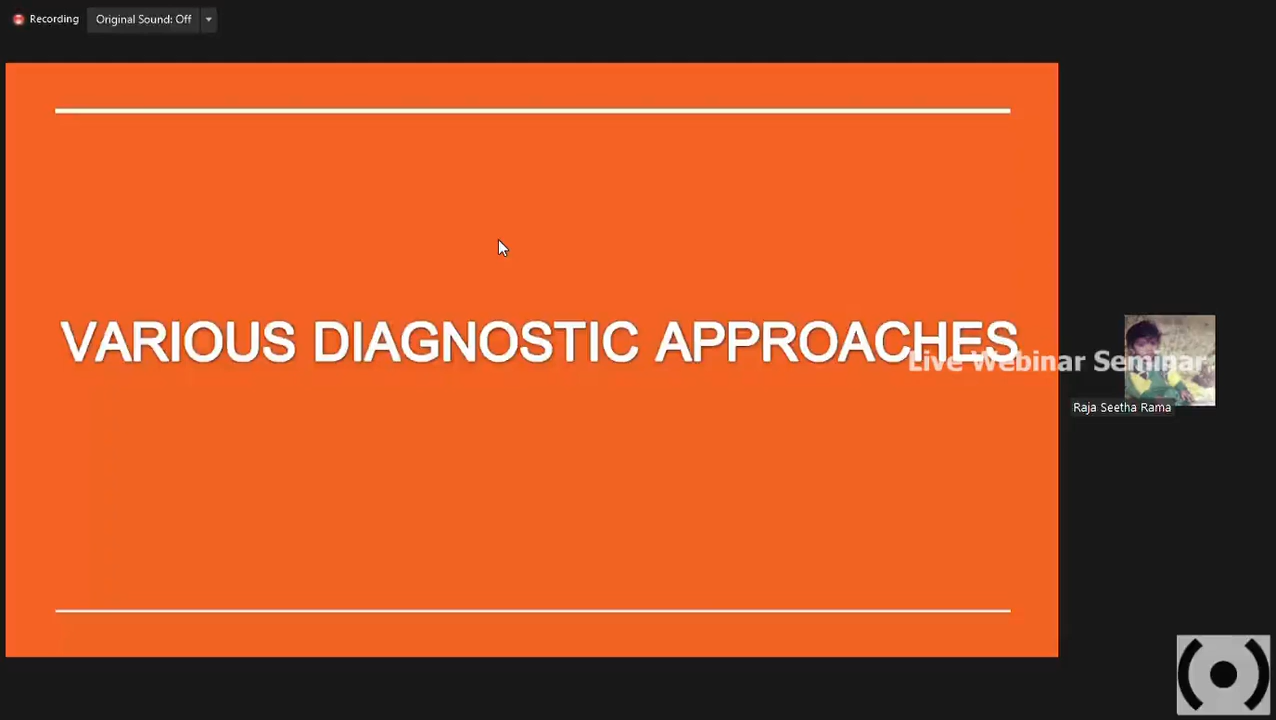 Recording
Original Sound: Off
VARIOUS DIAGNOSTIC APPROACHES
Live Webinar Seminar
Raja Seetha Rama